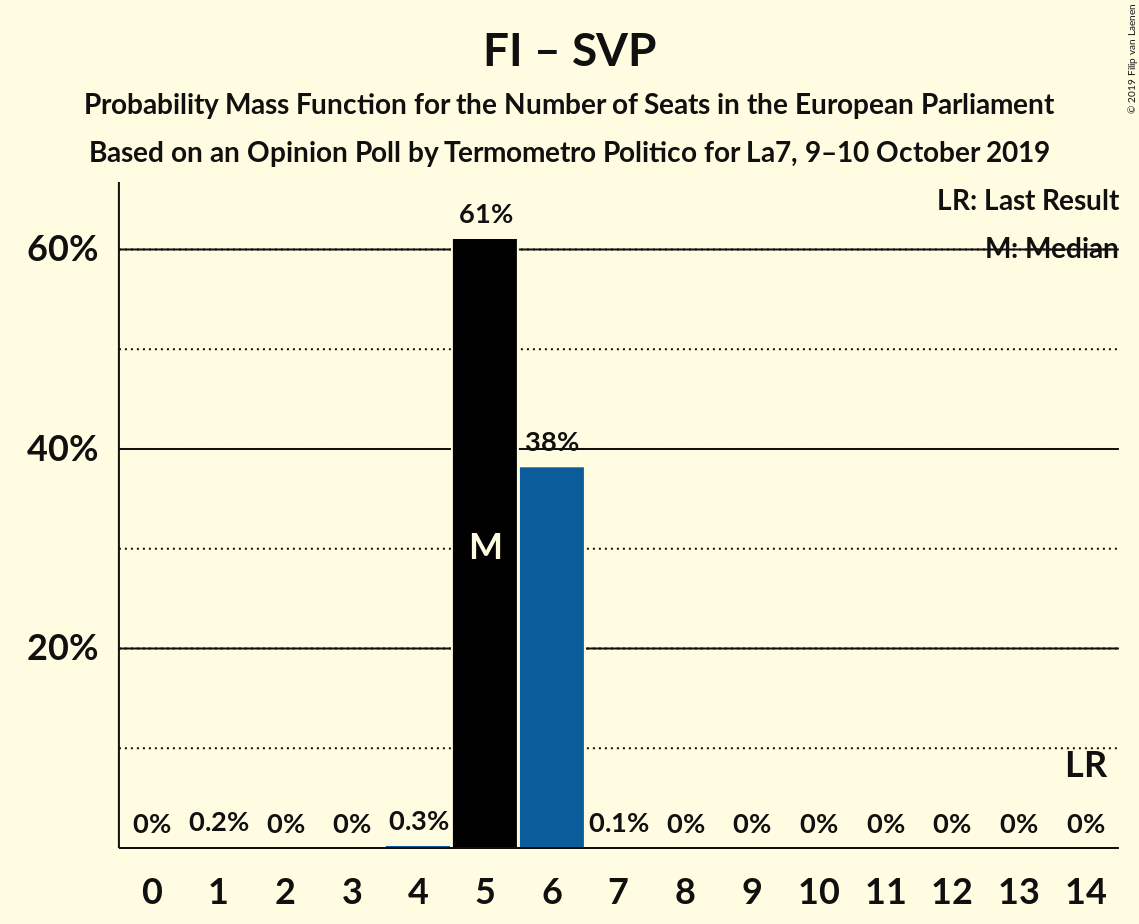 FI – SVP
Probability Mass Function for the Number of Seats in the European Parliament
Based on an Opinion Poll by Termometro Politico for La7, 9–10 October 2019
© 2019 Filip van Laenen
LR: Last Result
M: Median
61%
60%
38%
40%
M
20%
LR
0% 0.2% 0% 0% 0.3% 0.1% 0% 0% 0% 0% 0% 0% 0%
0 1 2 3 4 5 6 7 8 9 10 11 12 13 14